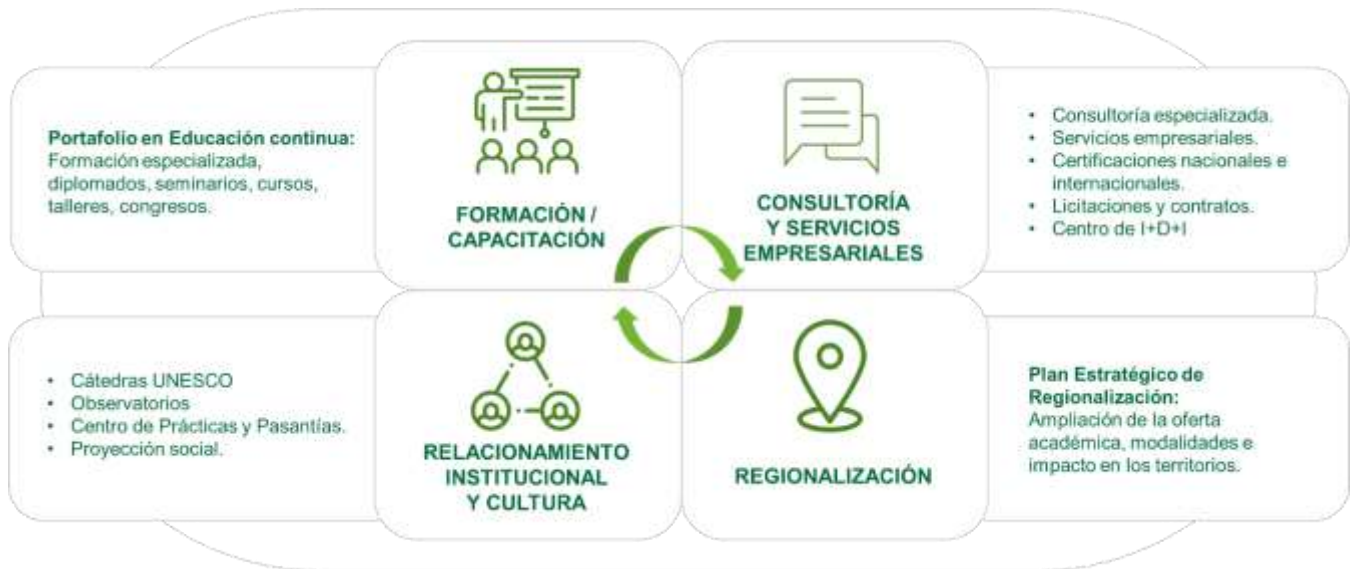 Portafolio en Educación continua:
Formación especializada,
diplomados, seminarios, cursos,
talleres, congresos.
FORMACIÓN /
CAPACITACIÓN
CONSULTORÍA
Y SERVICIOS
EMPRESARIALES
• Consultoría especializada.
• Servicios empresariales.
• Certificaciones nacionales e
internacionales.
• Licitaciones y contratos.
• Centro de I+D+I
• Cátedras UNESCO
• Observatorios
• Centro de Prácticas y Pasantías.
• Proyección social.
RELACIONAMIENTO
INSTITUCIONAL
Y CULTURA
REGIONALIZACIÓN
Plan Estratégico de
Regionalización:
Ampliación de la oferta
académica, modalidades e
impacto en los territorios.